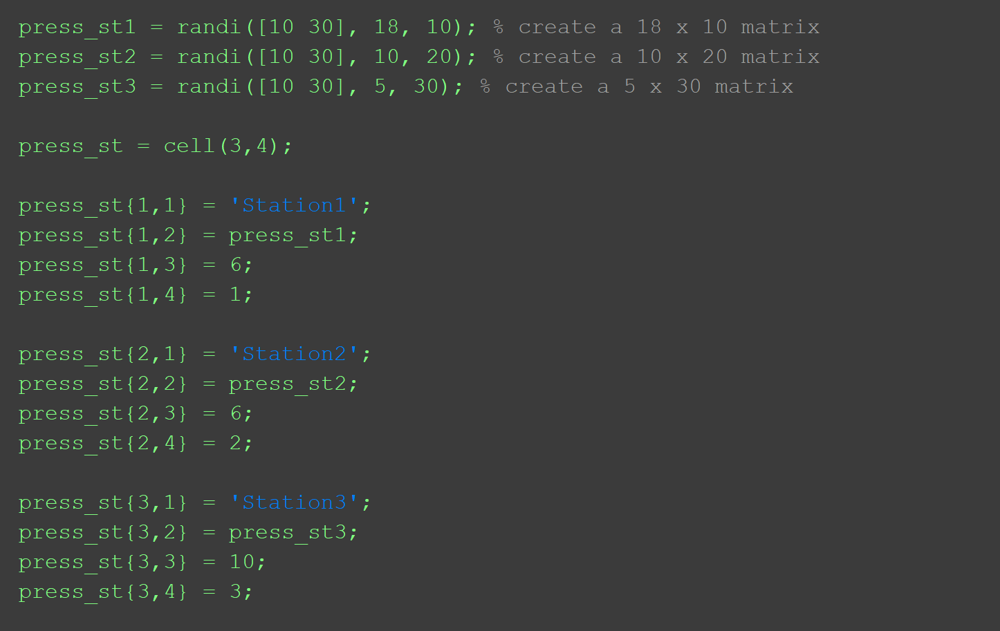 press_st1 = randi([10 30], 18, 10); % create a 18 x 10 matrix
press_st2 = randi([10 30], 10, 20); % create a 10 x 20 matrix
press_st3 = randi([10 30], 5, 30); % create a 5 x 30 matrix
press_st = cell(3,4);
press_st{1,1} = 'Station1';
press_st{1,2} = press_st1;
press_st{1,3} = 6;
press_st{1,4} = 1;
press_st{2,1} = 'Station2';
press_st{2,2} = press_st2;
press_st{2,3} = 6;
press_st{2,4} = 2;
press_st{3,1} = 'Station3';
press_st{3,2} = press_st3;
press_st{3,3} = 10;
press_st{3,4} = 3;